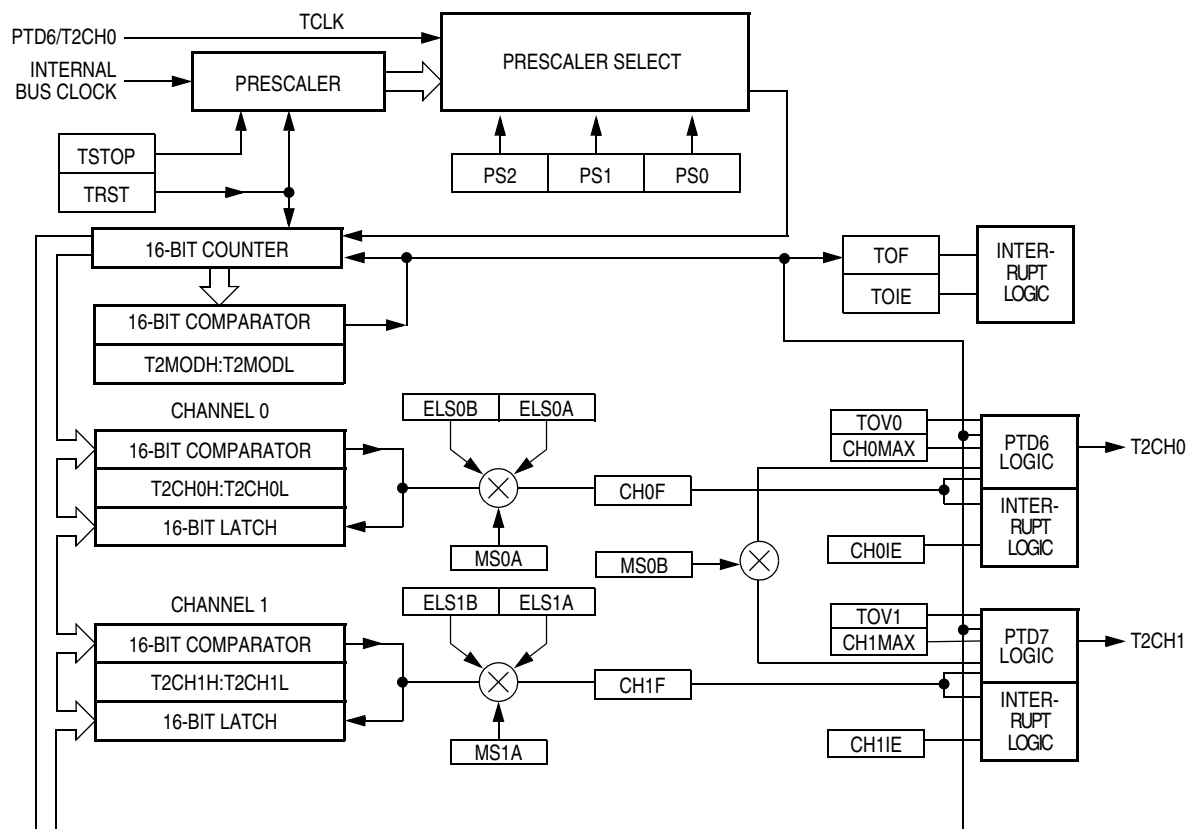 TCLK
PTD6/T2CH0
INTERNAL
BUS CLOCK
PRESCALER
PRESCALER SELECT
TSTOP
TRST
PS2
PS1
PS0
16-BIT COUNTER
TOF
TOIE
INTER-
RUPT
LOGIC
16-BIT COMPARATOR
T2MODH:T2MODL
CHANNEL 0
ELS0B
ELS0A
16-BIT COMPARATOR
T2CH0H:T2CH0L
16-BIT LATCH
MS0A
CH0F
TOV0
CH0MAX
PTD6
LOGIC
T2CH0
INTER-
RUPT
LOGIC
CH0IE
MS0B
CHANNEL 1
ELS1B
ELS1A
16-BIT COMPARATOR
T2CH1H:T2CH1L
16-BIT LATCH
MS1A
CH1F
TOV1
CH1MAX
PTD7
LOGIC
T2CH1
INTER-
RUPT
LOGIC
CH1IE